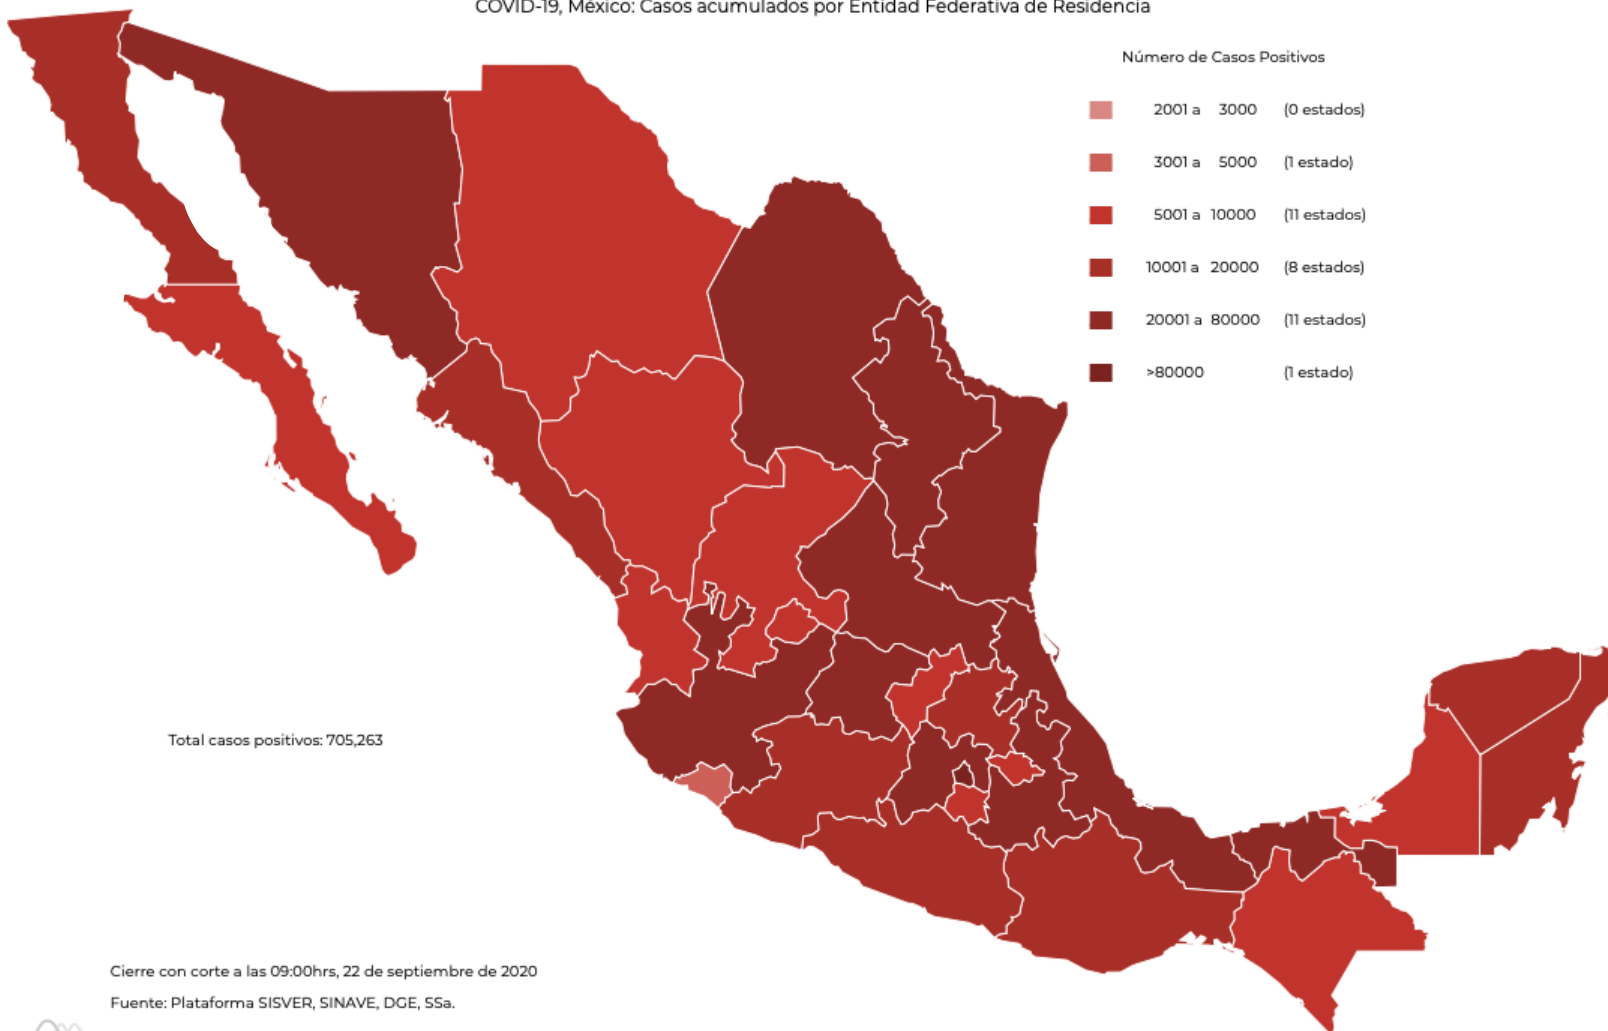 COVID-19, México: Casos acumulados por Entidad Federativa de Residencia
Número de Casos Positivos
2001 a 3000 (0 estados)
3001 a 5000 (1 estado)
5001 a 10000 (11 estados)
10001 a 20000 (8 estados)
20001 a 80000 (11 estados)
>80000 (1 estado)
Total casos positivos: 705,263
Cierre con corte a las 09:00hrs, 22 de septiembre de 2020
Fuente: Plataforma SISVER, SINAVE, DGE, SSa.